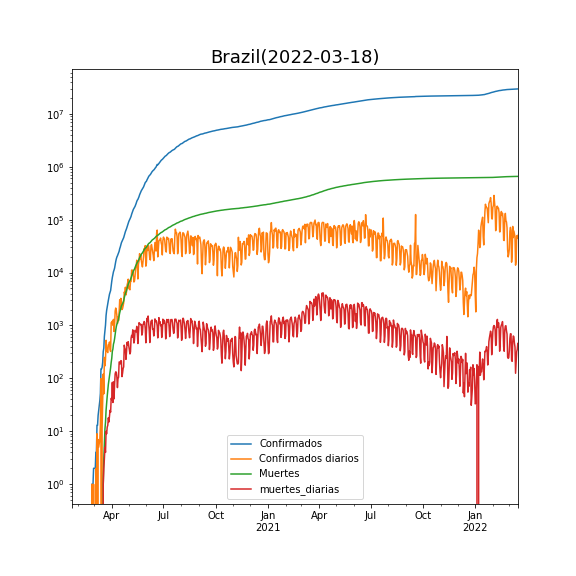 Brazil(2022-03-18)
10⁷
10⁶
10⁵
10⁴
10³
10²
10¹
10⁰
Confirmados
Confirmados diarios
Muertes
muertes_diarias
Apr Jul Oct Jan Apr Jul Oct Jan
2021 2022